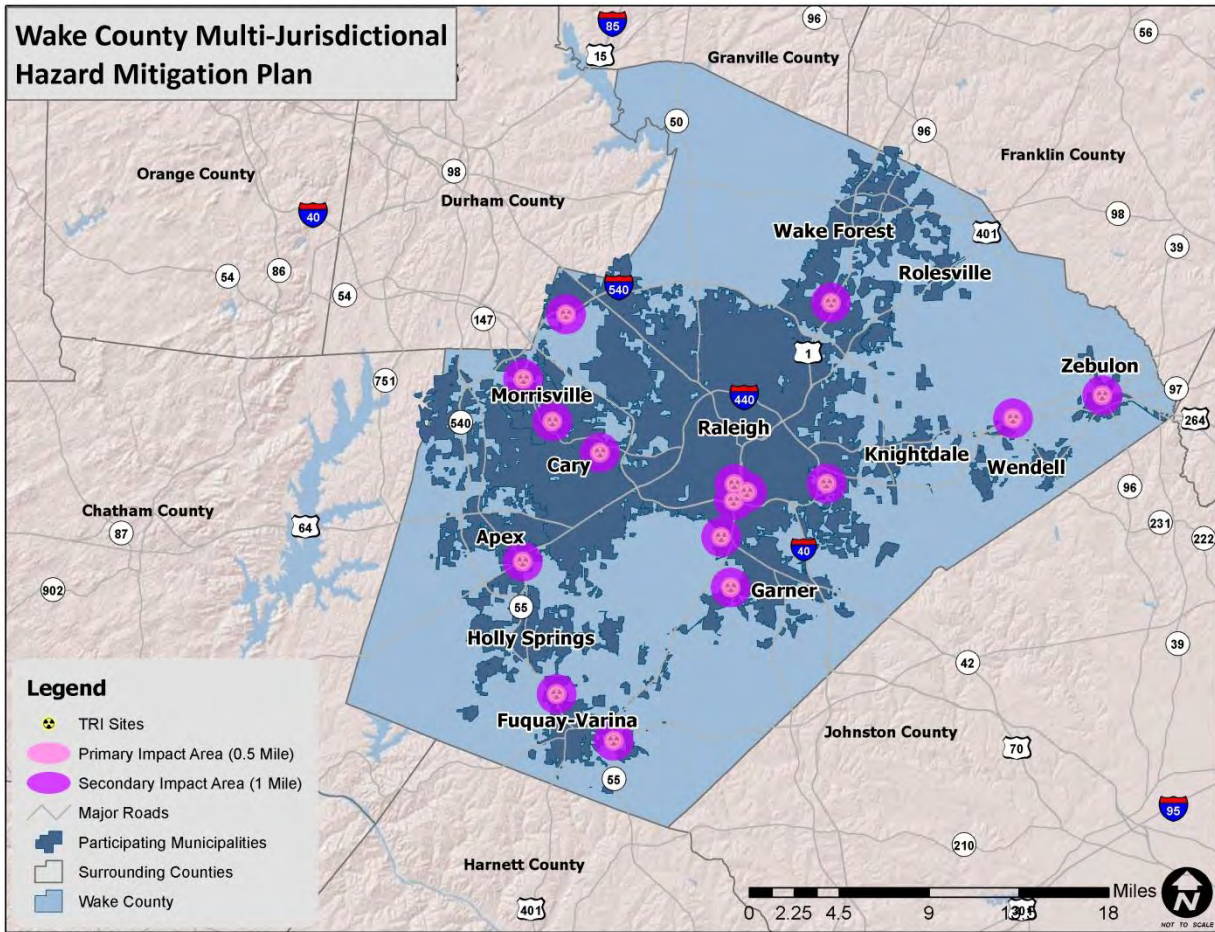 Wake County Multi-Jurisdictional
Hazard Mitigation Plan
85
15
96
56
Granville County
50
96
Franklin County
Orange County
98
Durham County
40
98
401
Wake Forest
39
Rolesville
54
86
54
540
147
1
751
Zebulon
97
Morrisville
440
264
540
Raleigh
Knightdale
Cary
Wendell
96
Chatham County
87
64
231
222
Apex
40
902
Garner
55
Holly Springs
39
42
Fuquay-Varina
Johnston County
70
55
95
210
Harnett County
401
Legend
TRI Sites
Primary Impact Area (0.5 Mile)
Secondary Impact Area (1 Mile)
Major Roads
Participating Municipalities
Surrounding Counties
Wake County
Miles
0 2.25 4.5 9 13.5 18
301
NOT TO SCALE